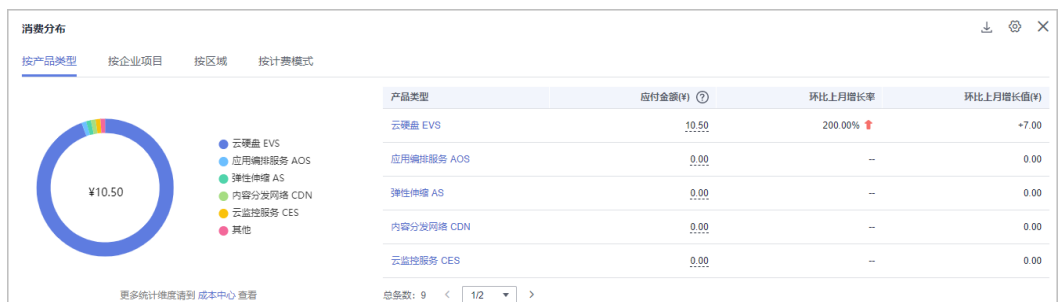 消费分布
按产品类型 按企业项目 按区域 按计费模式
¥10.50
云硬盘 EVS
应用编排服务 AOS
弹性伸缩 AS
内容分发网络 CDN
云监控服务 CES
其他
更多统计维度请到 成本中心 查看
产品类型 应付金额(¥) ? 环比上月增长率 环比上月增长值(¥)
云硬盘 EVS 10.50 200.00% +7.00
应用编排服务 AOS 0.00 -- 0.00
弹性伸缩 AS 0.00 -- 0.00
内容分发网络 CDN 0.00 -- 0.00
云监控服务 CES 0.00 -- 0.00
总条数: 9 < 1/2 >